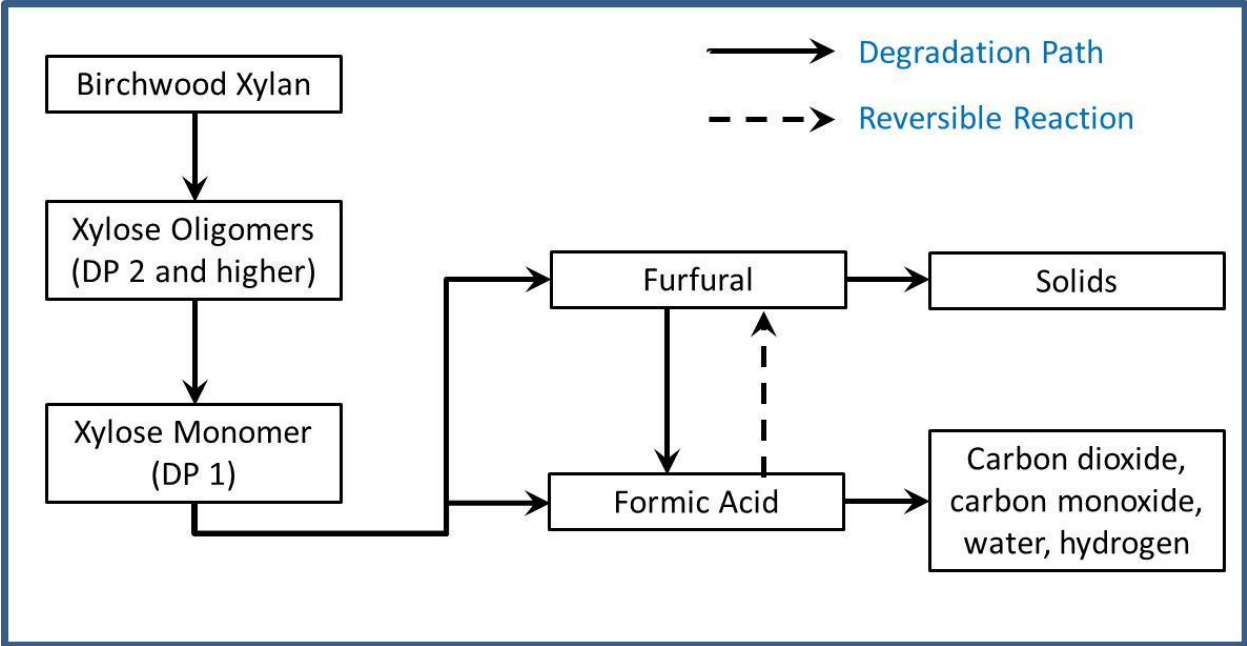 Birchwood Xylan
Degradation Path
Reversible Reaction
Xylose Oligomers
(DP 2 and higher)
Xylose Monomer
(DP 1)
Furfural
Solids
Formic Acid
Carbon dioxide,
carbon monoxide,
water, hydrogen